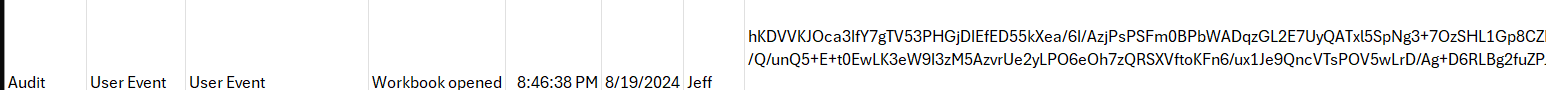 hKDVVKJOca3IfY7gTV53PHGjDIEfED55kXea/6I/AzjPsPSFm0BPbWADqzGL2E7UyQATxl5SpNg3+7OzSHL1Gp8CZ
/Q/unQ5+E+t0EwLK3eW9I3zM5AzvrUe2yLPO6eOh7zQRSXVftoKFn6/ux1Je9QncVTsPOV5wLrD/Ag+D6RLBg2fuZP
Audit User Event User Event Workbook opened 8:46:38 PM 8/19/2024 Jeff